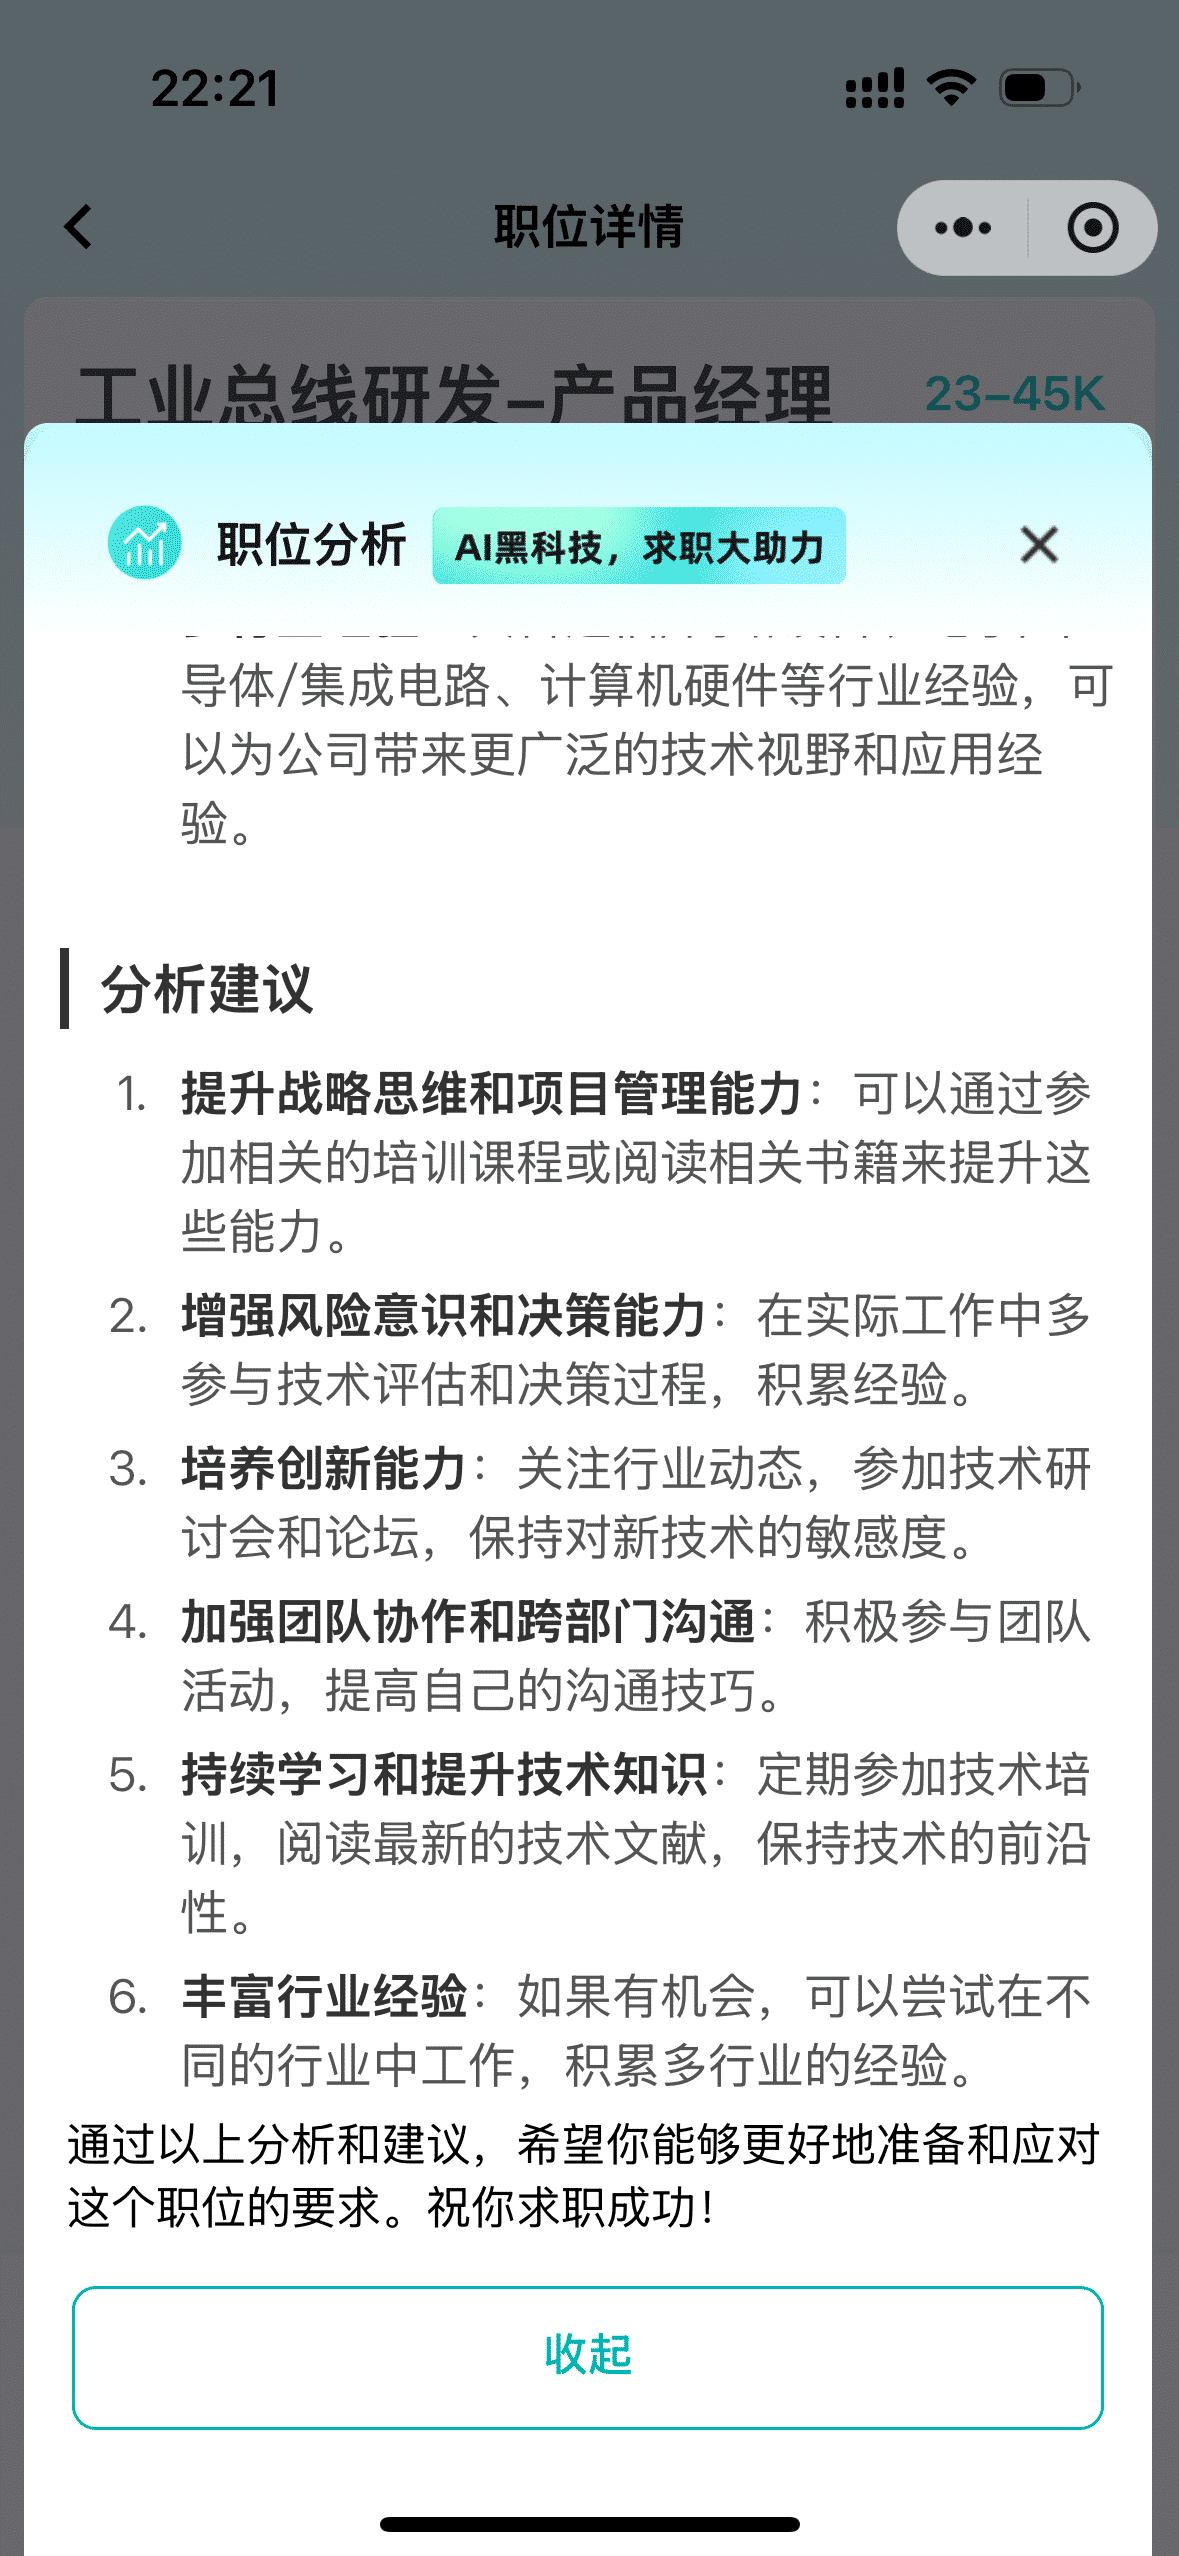 22:21
职位详情
工业总线研发-产品经理 23-45K
职位分析 AI黑科技，求职大助力
导体/集成电路、计算机硬件等行业经验，可
以为公司带来更广泛的技术视野和应用经
验。
分析建议
1. 提升战略思维和项目管理能力：可以通过参
加相关的培训课程或阅读相关书籍来提升这
些能力。
2. 增强风险意识和决策能力：在实际工作中多
参与技术评估和决策过程，积累经验。
3. 培养创新能力：关注行业动态，参加技术研
讨会和论坛，保持对新技术的敏感度。
4. 加强团队协作和跨部门沟通：积极参与团队
活动，提高自己的沟通技巧。
5. 持续学习和提升技术知识：定期参加技术培
训，阅读最新的技术文献，保持技术的前沿
性。
6. 丰富行业经验：如果有机会，可以尝试在不
同的行业中工作，积累多行业的经验。
通过以上分析和建议，希望你能够更好地准备和应对
这个职位的要求。祝你求职成功！
收起